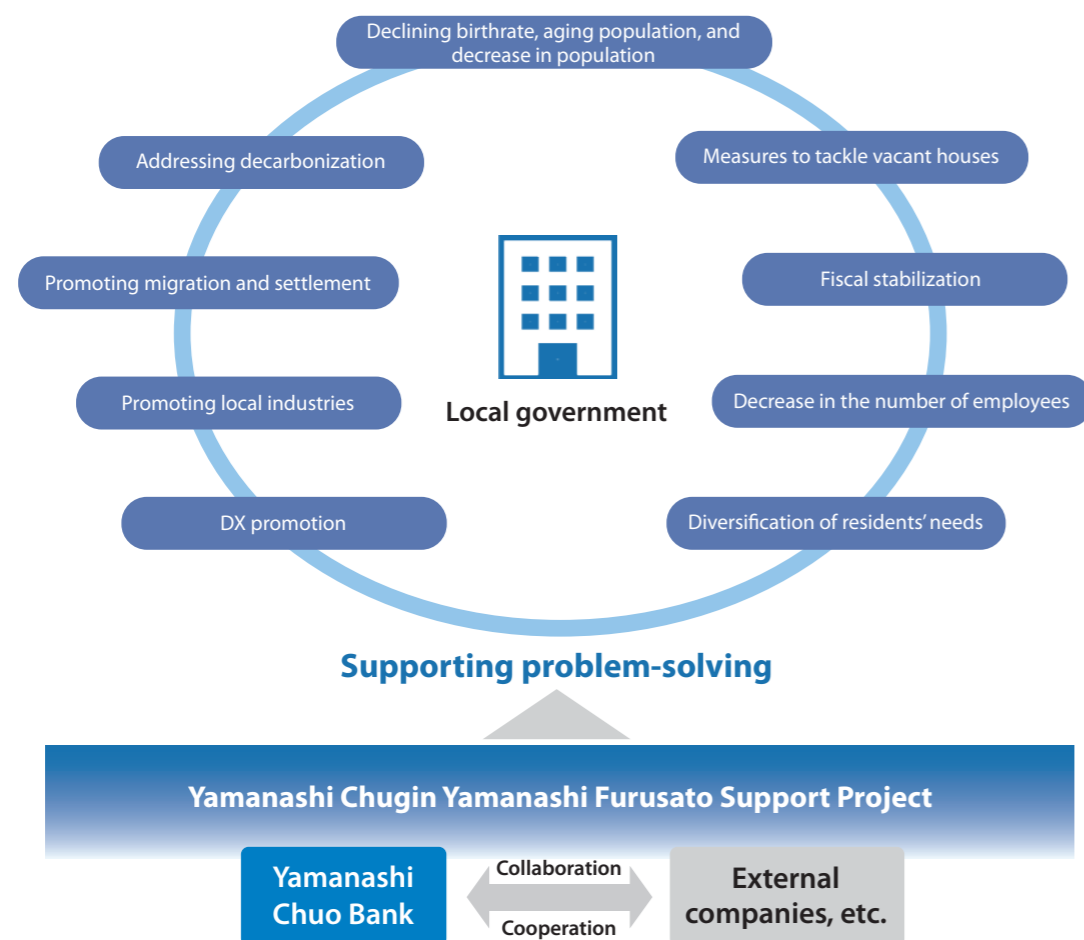 Declining birthrate, aging population, and
decrease in population
Addressing decarbonization
Measures to tackle vacant houses
Promoting migration and settlement
Fiscal stabilization
Promoting local industries
Local government
Decrease in the number of employees
DX promotion
Diversification of residents’ needs
Supporting problem-solving
Yamanashi Chugin Yamanashi Furusato Support Project
Yamanashi
Chuo Bank
Collaboration
Cooperation
External
companies, etc.